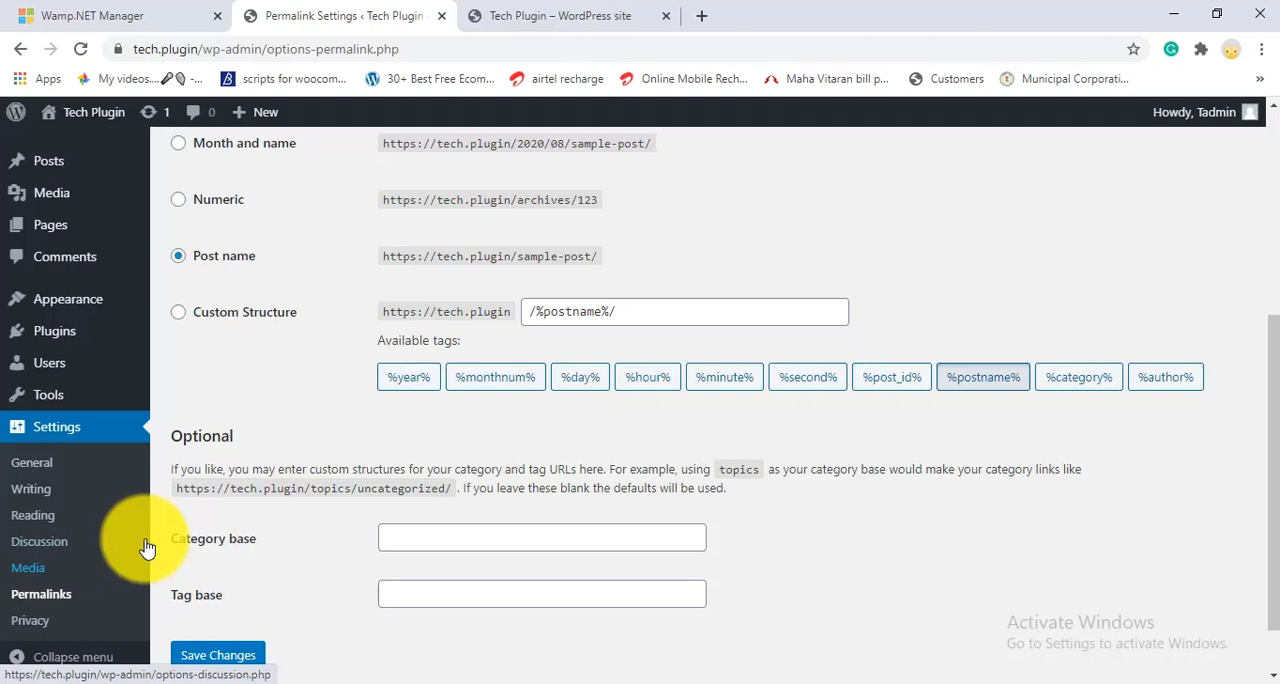 Wamp.NET Manager
Permalink Settings ‹ Tech Plugin
Tech Plugin – WordPress site
tech.plugin/wp-admin/options-permalink.php
Apps
My videos....
scripts for woocom...
30+ Best Free Ecom...
airtel recharge
Online Mobile Rech...
Maha Vitaran bill p...
Customers
Municipal Corporati...
»
Tech Plugin
1
0
New
Howdy, Tadmin
Posts
Media
Pages
Comments
Appearance
Plugins
Users
Tools
Settings
General
Writing
Reading
Discussion
Media
Permalinks
Privacy
Collapse menu
Month and name https://tech.plugin/2020/08/sample-post/
Numeric https://tech.plugin/archives/123
Post name https://tech.plugin/sample-post/
Custom Structure https://tech.plugin /%postname%/
Available tags:
%year% %monthnum% %day% %hour% %minute% %second% %post_id% %postname% %category% %author%
Optional
If you like, you may enter custom structures for your category and tag URLs here. For example, using topics as your category base would make your category links like
https://tech.plugin/topics/uncategorized/ . If you leave these blank the defaults will be used.
Category base
Tag base
Save Changes
Activate Windows
Go to Settings to activate Windows.
https://tech.plugin/wp-admin/options-discussion.php